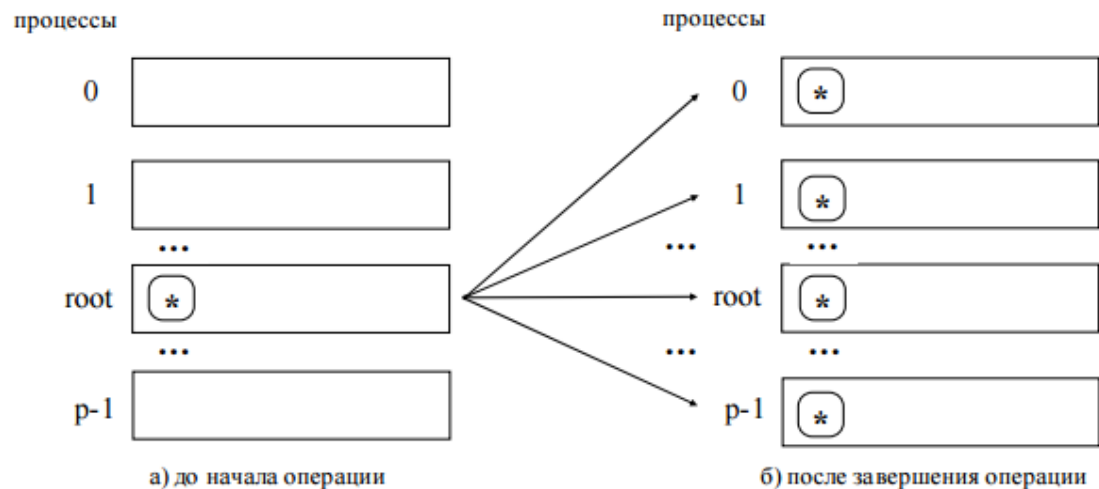 процессы
процессы
0
0
*
1
1
*
...
...
...
root
*
root
*
...
...
...
p-1
p-1
*
а) до начала операции
б) после завершения операции